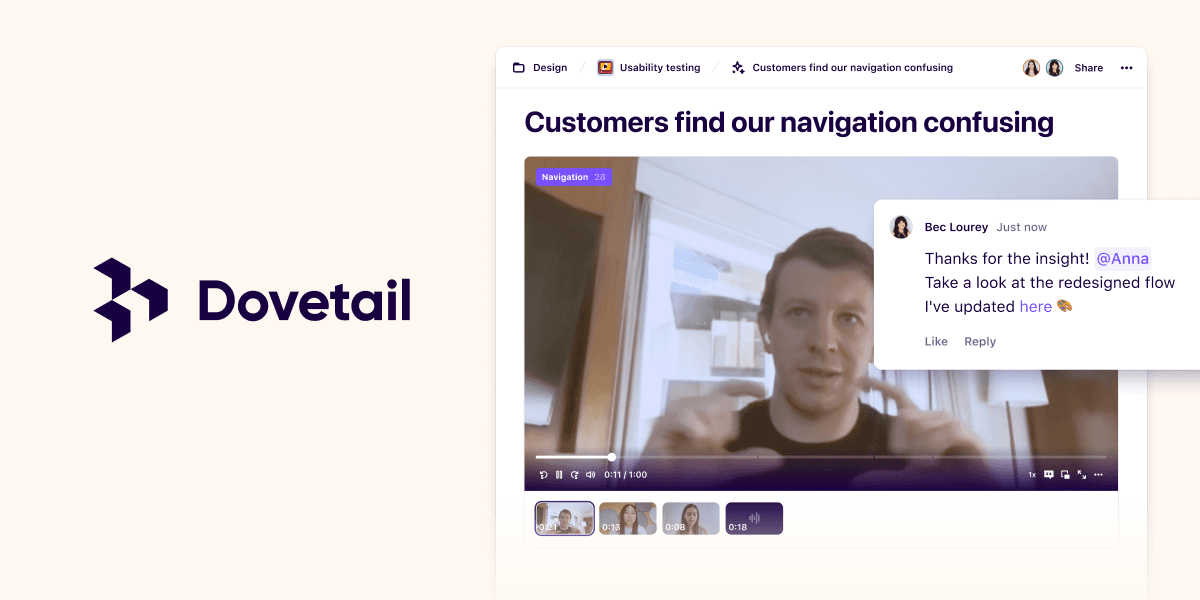 Dovetail
Design / Usability testing / Customers find our navigation confusing
Share
Customers find our navigation confusing
Navigation 28
Bec Lourey Just now
Thanks for the insight! @Anna
Take a look at the redesigned flow
I've updated here 🎨
Like Reply
0:11 / 1:00
1x
0:21
0:13
0:08
0:18